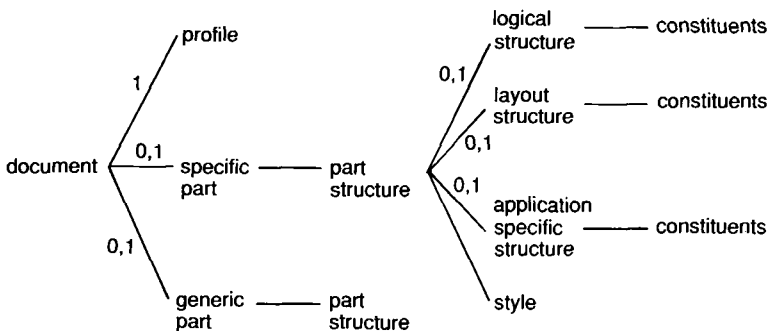 profile
1
document
0,1
specific
part
part
structure
0,1
generic
part
part
structure
logical
structure
constituents
0,1
layout
structure
constituents
0,1
0,1
application
specific
structure
constituents
style